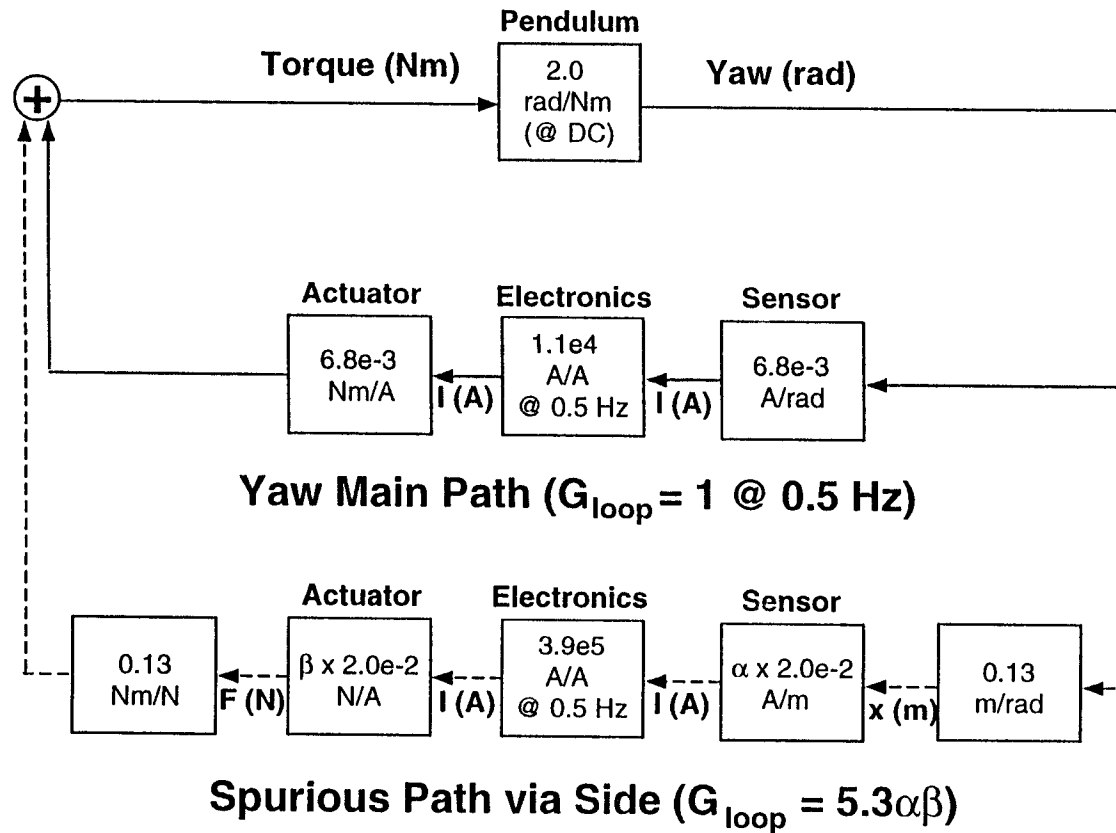 Pendulum
Torque (Nm)
2.0
rad/Nm
(@ DC)
Yaw (rad)
+
Actuator
Electronics
Sensor
6.8e-3
Nm/A
I (A)
1.1e4
A/A
@ 0.5 Hz
I (A)
6.8e-3
A/rad
Yaw Main Path (G_loop = 1 @ 0.5 Hz)
Actuator
Electronics
Sensor
0.13
Nm/N
F (N)
β x 2.0e-2
N/A
I (A)
3.9e5
A/A
@ 0.5 Hz
I (A)
α x 2.0e-2
A/m
x (m)
0.13
m/rad
Spurious Path via Side (G_loop = 5.3αβ)